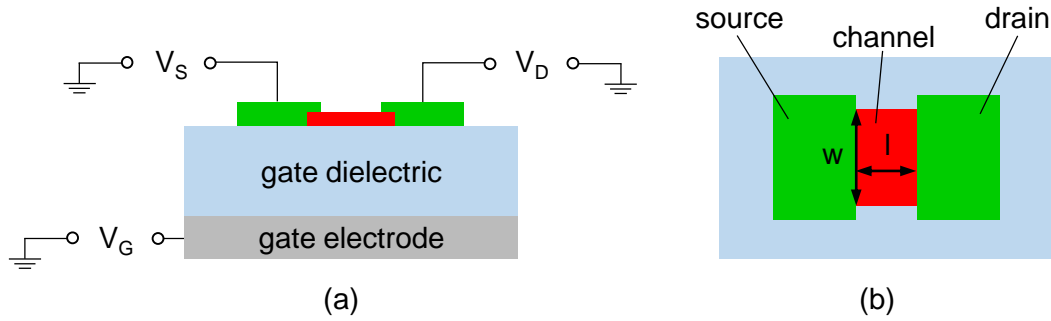 source
drain
channel
V_S
V_D
w
l
gate dielectric
V_G
gate electrode
(a)
(b)